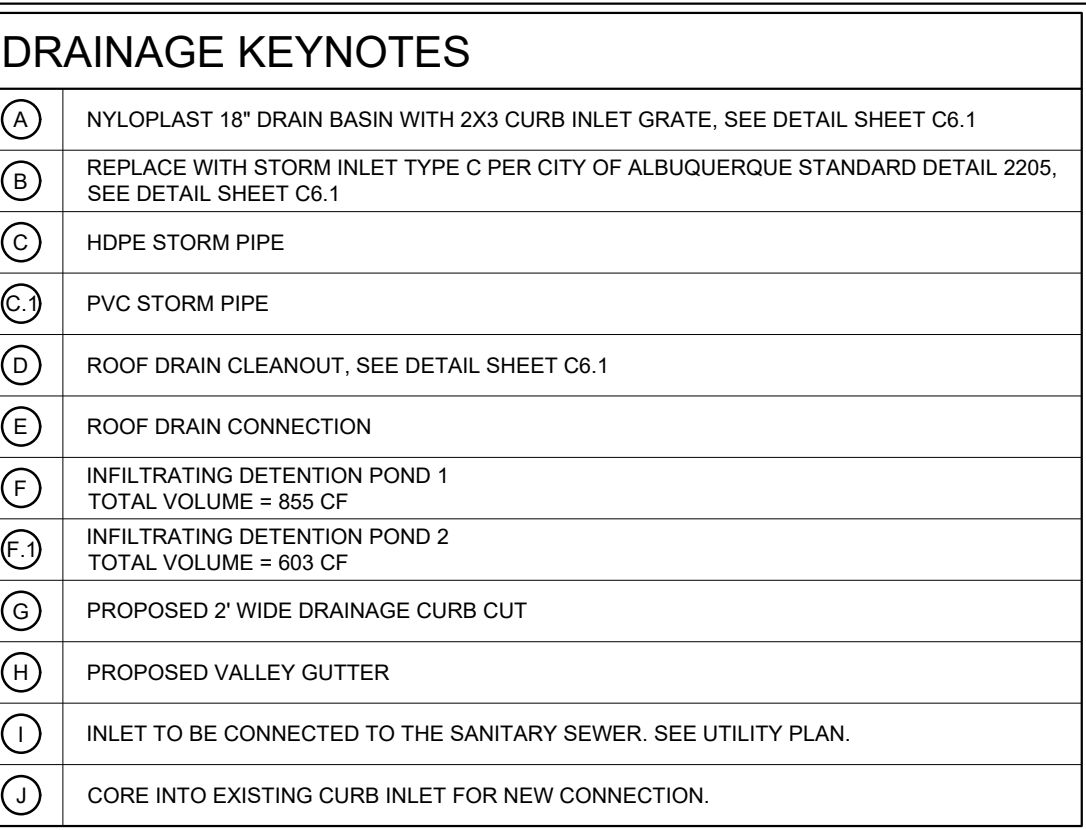 DRAINAGE KEYNOTES
A NYLOPLAST 18" DRAIN BASIN WITH 2X3 CURB INLET GRATE, SEE DETAIL SHEET C6.1
B REPLACE WITH STORM INLET TYPE C PER CITY OF ALBUQUERQUE STANDARD DETAIL 2205,
SEE DETAIL SHEET C6.1
C HDPE STORM PIPE
C.1 PVC STORM PIPE
D ROOF DRAIN CLEANOUT, SEE DETAIL SHEET C6.1
E ROOF DRAIN CONNECTION
F INFILTRATING DETENTION POND 1
TOTAL VOLUME = 855 CF
F.1 INFILTRATING DETENTION POND 2
TOTAL VOLUME = 603 CF
G PROPOSED 2' WIDE DRAINAGE CURB CUT
H PROPOSED VALLEY GUTTER
I INLET TO BE CONNECTED TO THE SANITARY SEWER. SEE UTILITY PLAN.
J CORE INTO EXISTING CURB INLET FOR NEW CONNECTION.